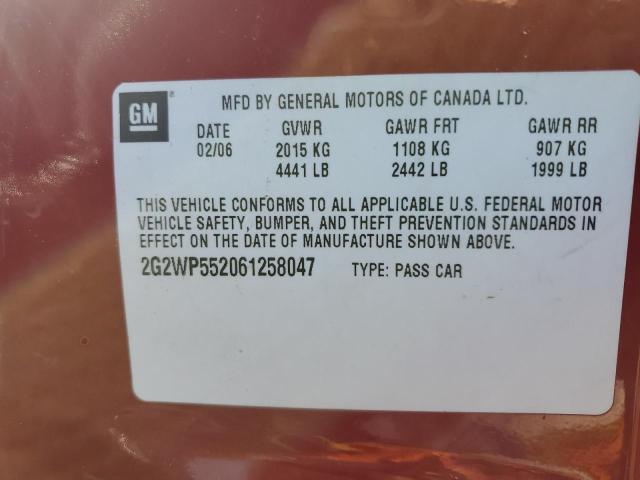 GM
MFD BY GENERAL MOTORS OF CANADA LTD.
DATE GVWR GAWR FRT GAWR RR
02/06 2015 KG 1108 KG 907 KG
4441 LB 2442 LB 1999 LB
THIS VEHICLE CONFORMS TO ALL APPLICABLE U.S. FEDERAL MOTOR
VEHICLE SAFETY, BUMPER, AND THEFT PREVENTION STANDARDS IN
EFFECT ON THE DATE OF MANUFACTURE SHOWN ABOVE.
2G2WP552061258047 TYPE: PASS CAR